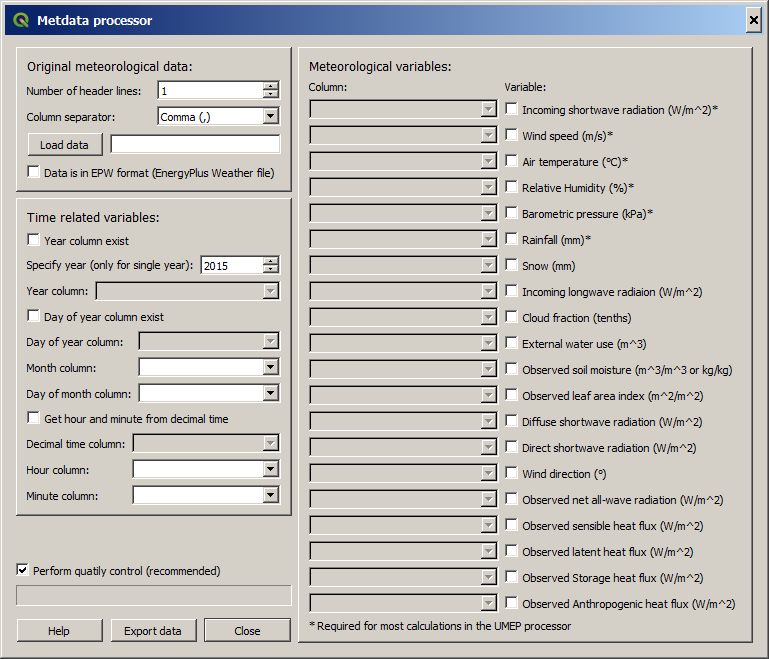 Metdata processor
Original meteorological data:
Number of header lines: 1
Column separator: Comma (,)
Load data
Data is in EPW format (EnergyPlus Weather file)
Time related variables:
Year column exist
Specify year (only for single year): 2015
Year column:
Day of year column exist
Day of year column:
Month column:
Day of month column:
Get hour and minute from decimal time
Decimal time column:
Hour column:
Minute column:
Perform quatily control (recommended)
Help Export data Close
Meteorological variables:
Column: Variable:
Incoming shortwave radiation (W/m^2)*
Wind speed (m/s)*
Air temperature (°C)*
Relative Humidity (%)*
Barometric pressure (kPa)*
Rainfall (mm)*
Snow (mm)
Incoming longwave radiaion (W/m^2)
Cloud fraction (tenths)
External water use (m^3)
Observed soil moisture (m^3/m^3 or kg/kg)
Observed leaf area index (m^2/m^2)
Diffuse shortwave radiation (W/m^2)
Direct shortwave radiation (W/m^2)
Wind direction (°)
Observed net all-wave radiation (W/m^2)
Observed sensible heat flux (W/m^2)
Observed latent heat flux (W/m^2)
Observed Storage heat flux (W/m^2)
Observed Anthropogenic heat flux (W/m^2)
* Required for most calculations in the UMEP processor